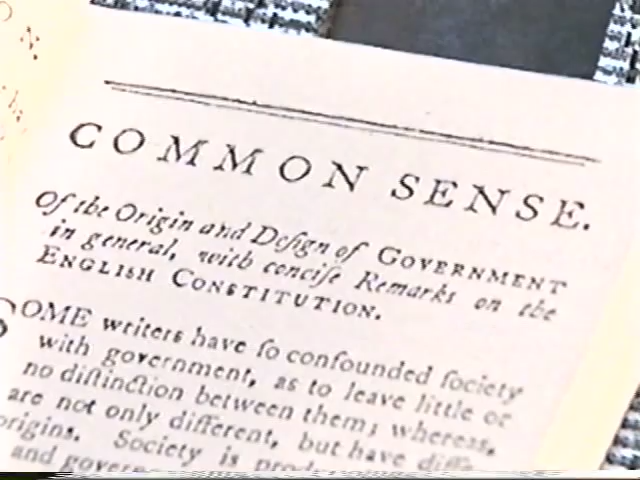 COMMON SENSE.
Of the Origin and Deſign of GOVERNMENT
in general, with conciſe Remarks on the
ENGLISH CONSTITUTION.
SOME writers have ſo confounded ſociety
with government, as to leave little or
no diſtinction between them; whereas,
are not only different, but have
origins. Society is
and